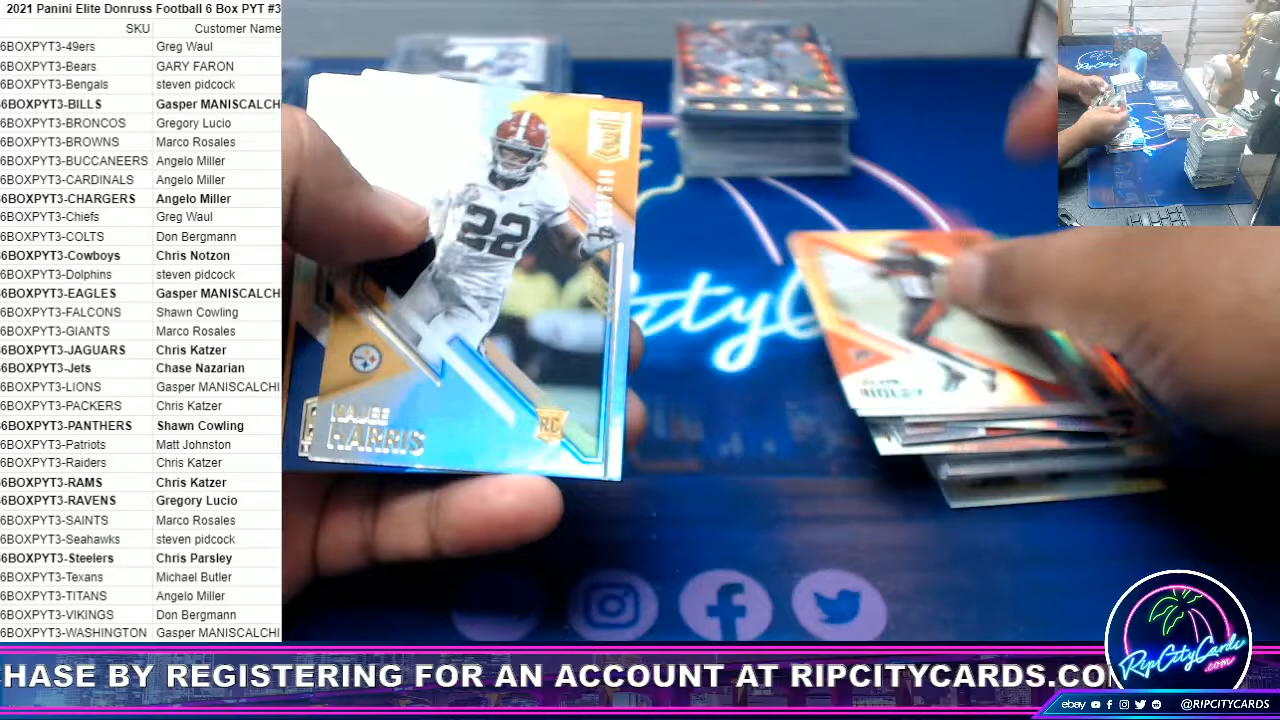 2021 Panini Elite Donruss Football 6 Box PYT #3
SKU Customer Name
6BOXPYT3-49ers Greg Waul
6BOXPYT3-Bears GARY FARON
6BOXPYT3-Bengals steven pidcock
6BOXPYT3-BILLS Gasper MANISCALCH
6BOXPYT3-BRONCOS Gregory Lucio
6BOXPYT3-BROWNS Marco Rosales
6BOXPYT3-BUCCANEERS Angelo Miller
6BOXPYT3-CARDINALS Angelo Miller
6BOXPYT3-CHARGERS Angelo Miller
6BOXPYT3-Chiefs Greg Waul
6BOXPYT3-COLTS Don Bergmann
6BOXPYT3-Cowboys Chris Notzon
6BOXPYT3-Dolphins steven pidcock
6BOXPYT3-EAGLES Gasper MANISCALCH
6BOXPYT3-FALCONS Shawn Cowling
6BOXPYT3-GIANTS Marco Rosales
6BOXPYT3-JAGUARS Chris Katzer
6BOXPYT3-Jets Chase Nazarian
6BOXPYT3-LIONS Gasper MANISCALCHI
6BOXPYT3-PACKERS Chris Katzer
6BOXPYT3-PANTHERS Shawn Cowling
6BOXPYT3-Patriots Matt Johnston
6BOXPYT3-Raiders Chris Katzer
6BOXPYT3-RAMS Chris Katzer
6BOXPYT3-RAVENS Gregory Lucio
6BOXPYT3-SAINTS Marco Rosales
6BOXPYT3-Seahawks steven pidcock
6BOXPYT3-Steelers Chris Parsley
6BOXPYT3-Texans Michael Butler
6BOXPYT3-TITANS Angelo Miller
6BOXPYT3-VIKINGS Don Bergmann
6BOXPYT3-WASHINGTON Gasper MANISCALCHI
22
NAJEE
HARRIS
RC
RIDLEY
HASE BY REGISTERING FOR AN ACCOUNT AT RIPCITYCARDS.COM
RipCityCards
.com
ebay @RIPCITYCARDS